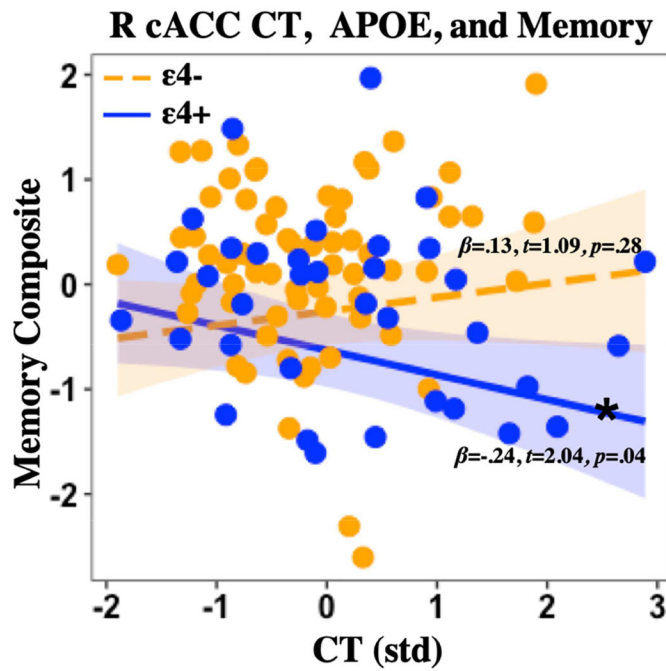 R cACC CT, APOE, and Memory
2
ε4-
ε4+
1
β=.13, t=1.09, p=.28
0
Memory Composite
-1
*
β=-.24, t=2.04, p=.04
-2
-2 -1 0 1 2 3
CT (std)